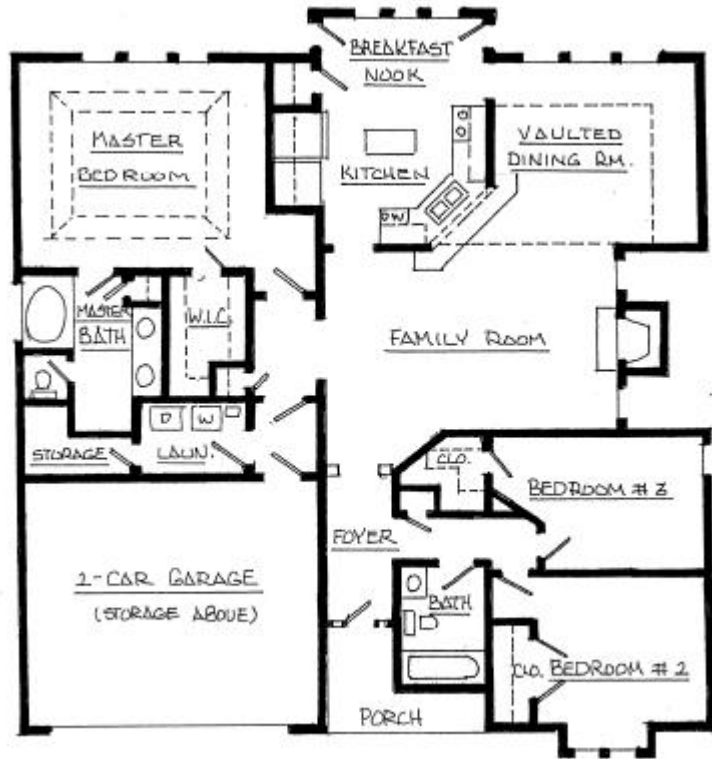 BREAKFAST
NOOK
MASTER
BEDROOM
KITCHEN
VAULTED
DINING RM.
DW
MASTER
BATH
W.I.C.
FAMILY ROOM
D
W
STORAGE
LAUN.
CLO.
BEDROOM # 3
FOYER
2-CAR GARAGE
(STORAGE ABOVE)
BATH
CLO.
BEDROOM # 2
PORCH